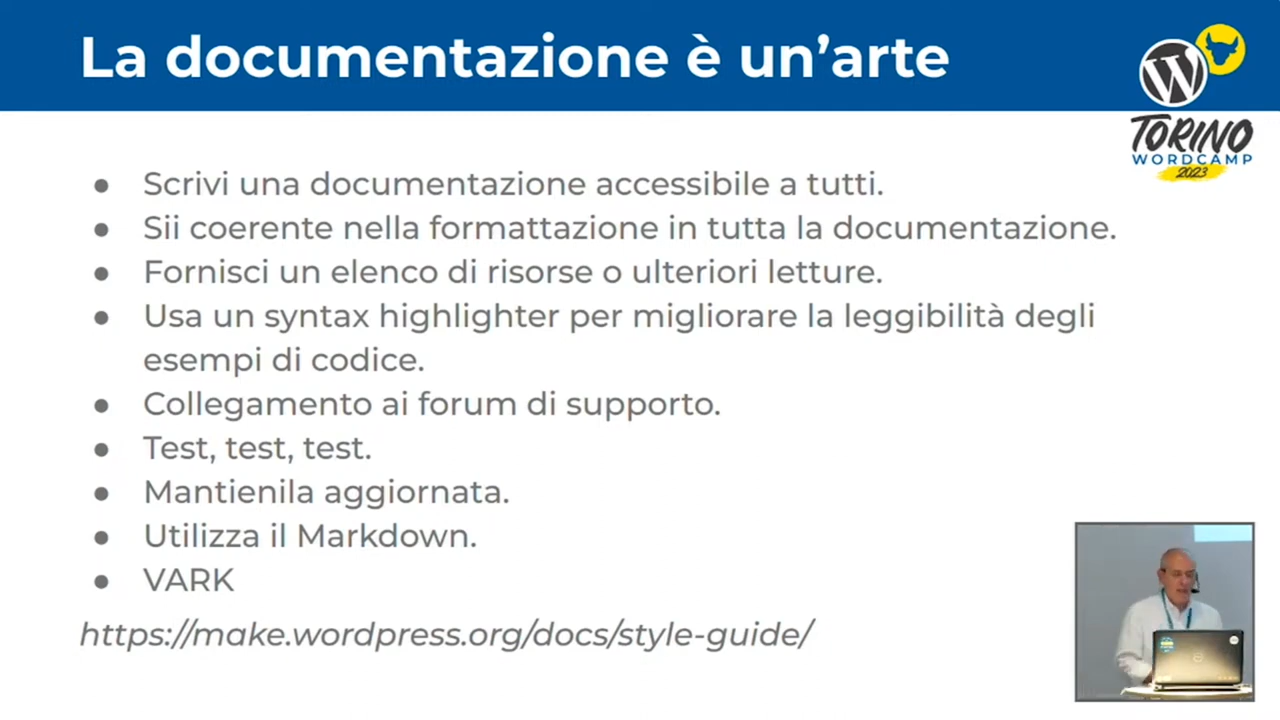 La documentazione è un’arte
TORINO
WORDCAMP
2023
● Scrivi una documentazione accessibile a tutti.
● Sii coerente nella formattazione in tutta la documentazione.
● Fornisci un elenco di risorse o ulteriori letture.
● Usa un syntax highlighter per migliorare la leggibilità degli
esempi di codice.
● Collegamento ai forum di supporto.
● Test, test, test.
● Mantienila aggiornata.
● Utilizza il Markdown.
● VARK
https://make.wordpress.org/docs/style-guide/